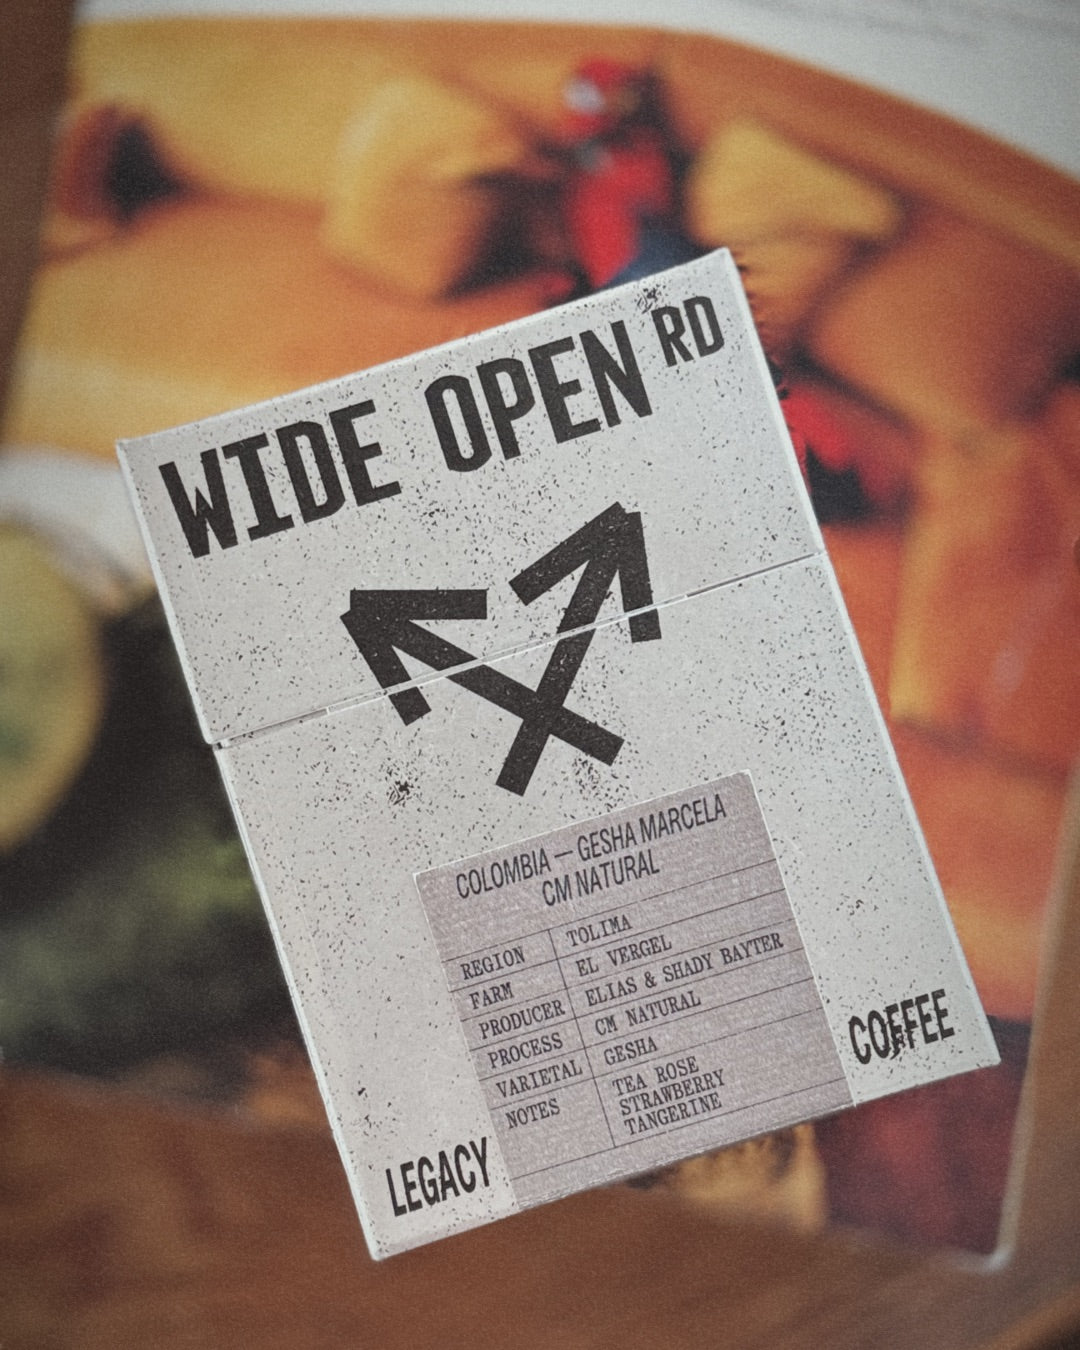 WIDE OPEN RD
COLOMBIA — GESHA MARCELA
CM NATURAL
REGION TOLIMA
FARM EL VERGEL
PRODUCER ELIAS & SHADY BAYTER
PROCESS CM NATURAL
VARIETAL GESHA
NOTES TEA ROSE
STRAWBERRY
TANGERINE
LEGACY COFFEE